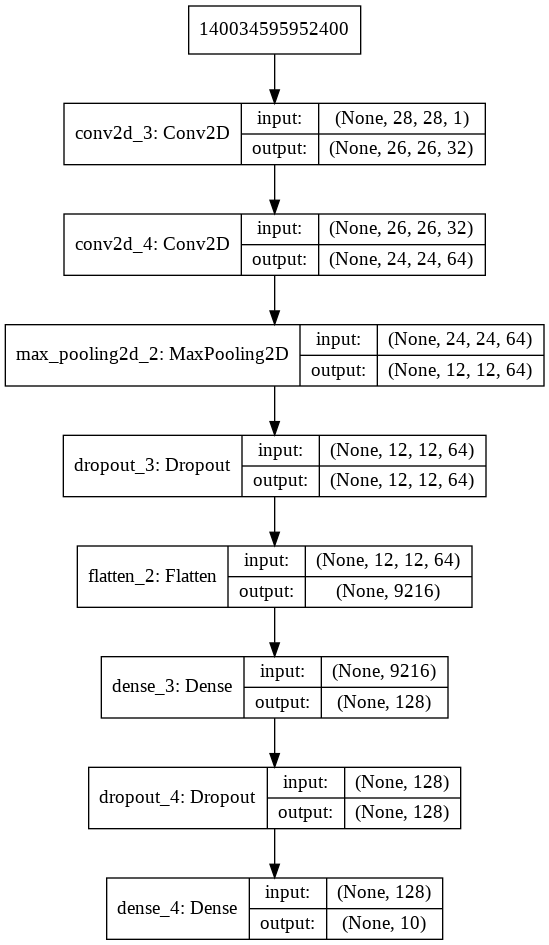 140034595952400
conv2d_3: Conv2D
input:
(None, 28, 28, 1)
output:
(None, 26, 26, 32)
conv2d_4: Conv2D
input:
(None, 26, 26, 32)
output:
(None, 24, 24, 64)
max_pooling2d_2: MaxPooling2D
input:
(None, 24, 24, 64)
output:
(None, 12, 12, 64)
dropout_3: Dropout
input:
(None, 12, 12, 64)
output:
(None, 12, 12, 64)
flatten_2: Flatten
input:
(None, 12, 12, 64)
output:
(None, 9216)
dense_3: Dense
input:
(None, 9216)
output:
(None, 128)
dropout_4: Dropout
input:
(None, 128)
output:
(None, 128)
dense_4: Dense
input:
(None, 128)
output:
(None, 10)